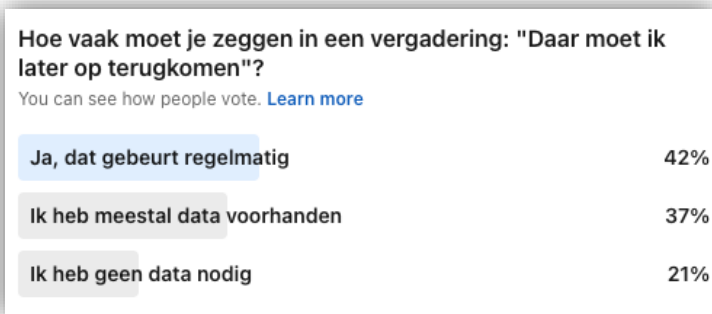 Hoe vaak moet je zeggen in een vergadering: "Daar moet ik
later op terugkomen"?
You can see how people vote. Learn more
Ja, dat gebeurt regelmatig 42%
Ik heb meestal data voorhanden 37%
Ik heb geen data nodig 21%